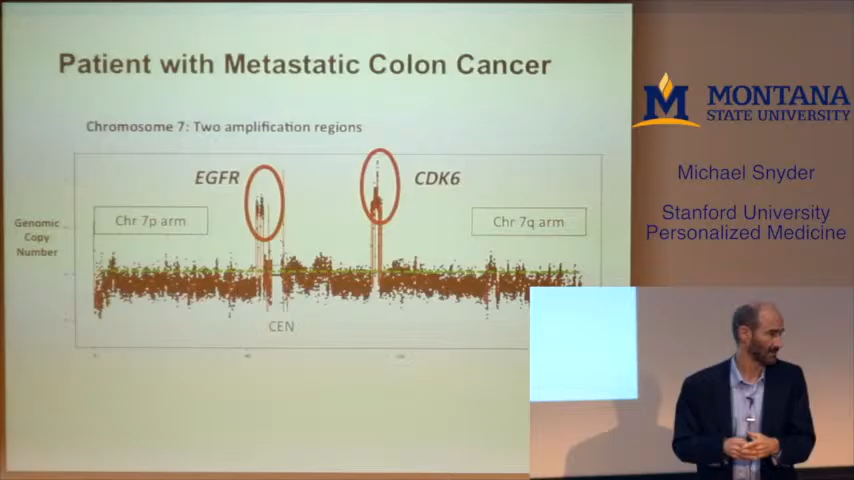 Patient with Metastatic Colon Cancer
Chromosome 7: Two amplification regions
EGFR
CDK6
Chr 7p arm
Chr 7q arm
Genomic
Copy
Number
CEN
MONTANA
STATE UNIVERSITY
Michael Snyder
Stanford University
Personalized Medicine